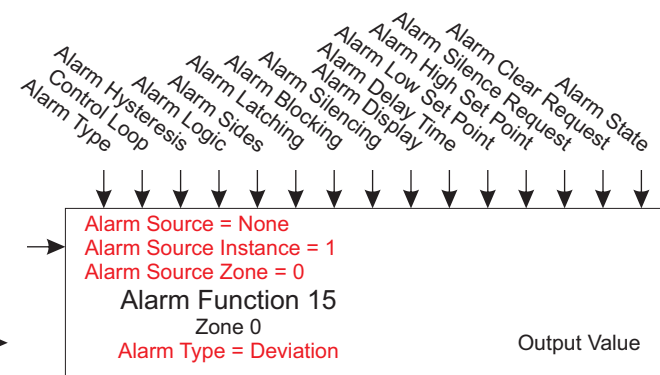 Alarm Type
Control Loop
Alarm Hysteresis
Alarm Logic
Alarm Sides
Alarm Latching
Alarm Blocking
Alarm Silencing
Alarm Display
Alarm Delay Time
Alarm Low Set Point
Alarm High Set Point
Alarm Silence Request
Alarm Clear Request
Alarm State
Alarm Source = None
Alarm Source Instance = 1
Alarm Source Zone = 0
Alarm Function 15
Zone 0
Alarm Type = Deviation
Output Value